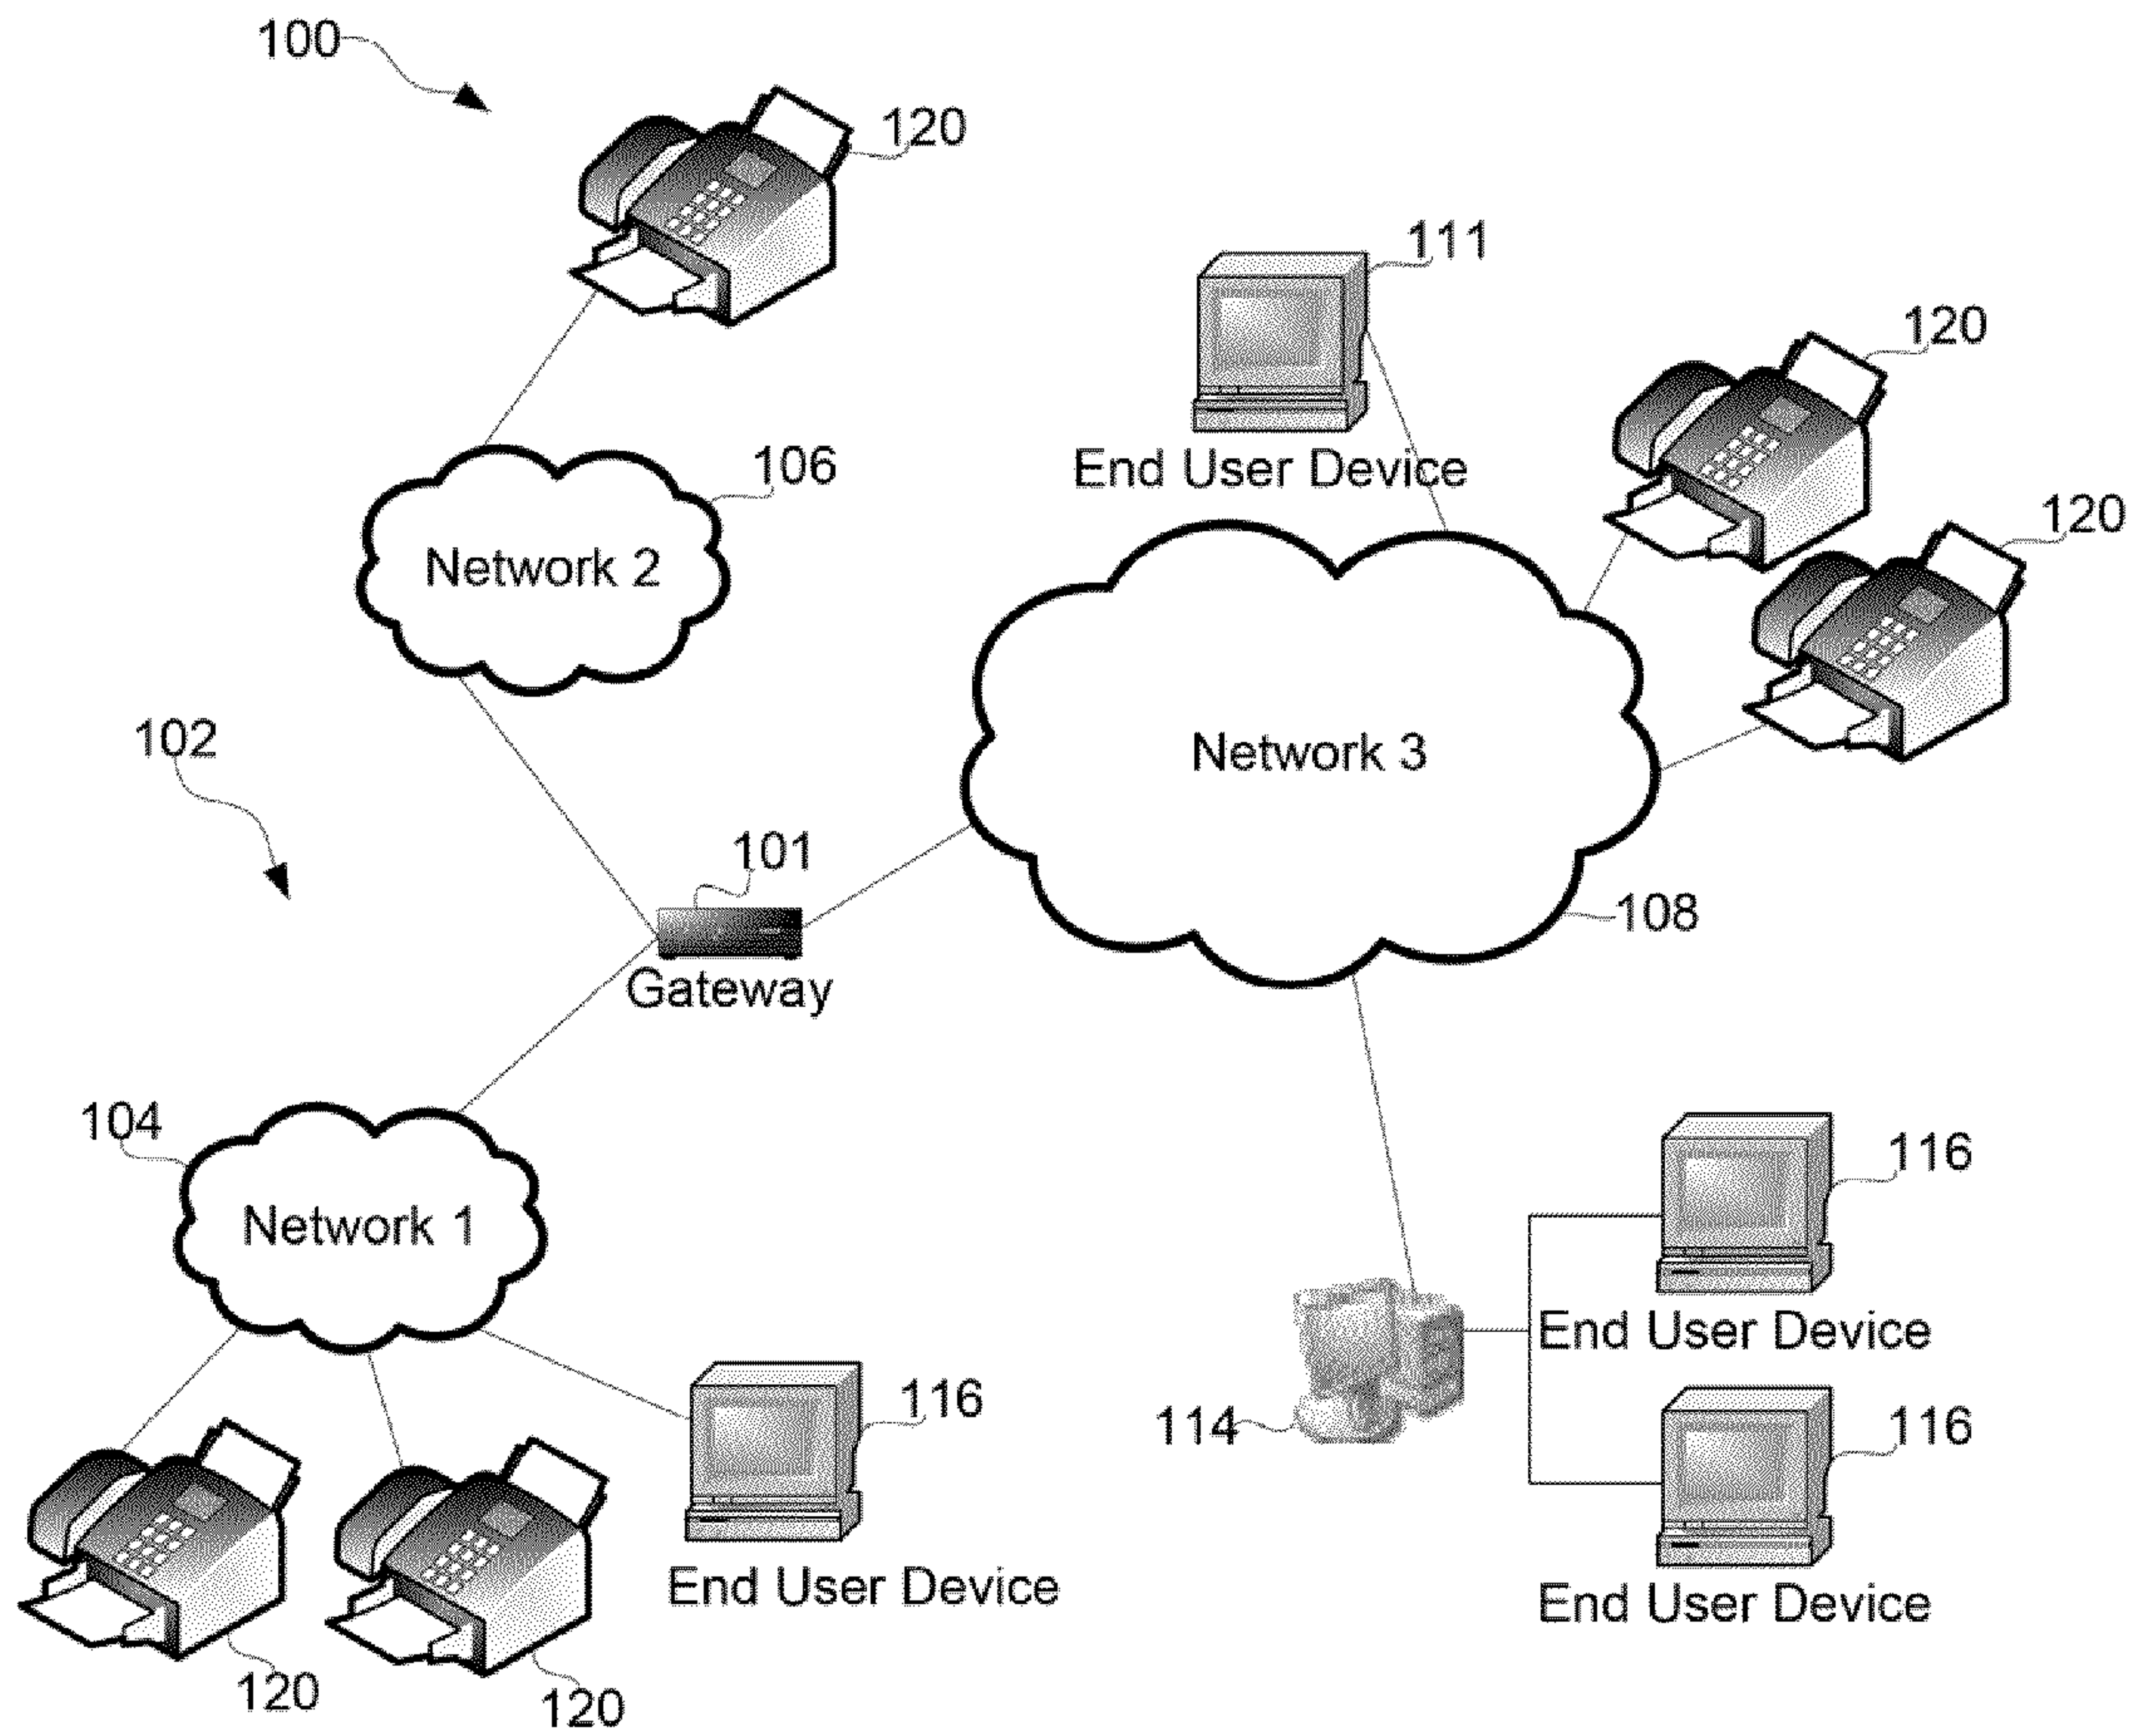 100
120
111
End User Device
120
120
106
Network 2
Network 3
102
101
Gateway
108
104
Network 1
116
End User Device
120
120
114
116
End User Device
116
End User Device